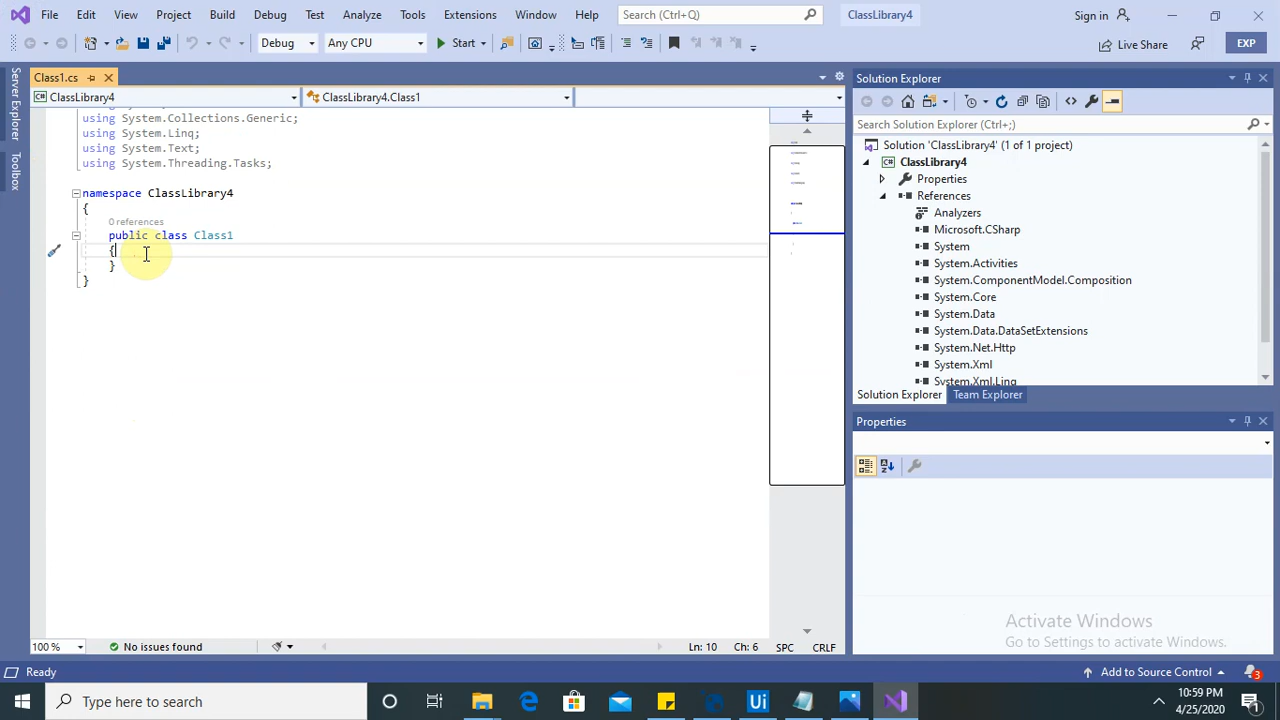 File Edit View Project Build Debug Test Analyze Tools Extensions Window Help Search (Ctrl+Q) ClassLibrary4 Sign in
Debug Any CPU Start Live Share EXP
Server Explorer
Toolbox
Class1.cs
ClassLibrary4 ClassLibrary4.Class1
using System.Collections.Generic;
using System.Linq;
using System.Text;
using System.Threading.Tasks;
namespace ClassLibrary4
{
0 references
public class Class1
{
}
}
100 % No issues found Ln: 10 Ch: 6 SPC CRLF
Solution Explorer
Search Solution Explorer (Ctrl+;)
Solution 'ClassLibrary4' (1 of 1 project)
C# ClassLibrary4
Properties
References
Analyzers
Microsoft.CSharp
System
System.Activities
System.ComponentModel.Composition
System.Core
System.Data
System.Data.DataSetExtensions
System.Net.Http
System.Xml
System.Xml.Linq
Solution Explorer Team Explorer
Properties
Activate Windows
Go to Settings to activate Windows.
Ready Add to Source Control 3
Type here to search Ui 10:59 PM
4/25/2020 1